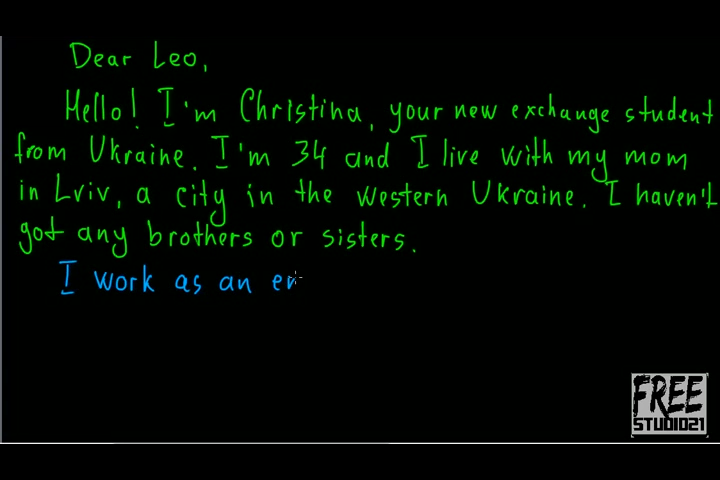 Dear Leo,
Hello! I'm Christina, your new exchange student
from Ukraine. I'm 34 and I live with my mom
in Lviv, a city in the western Ukraine. I haven't
got any brothers or sisters.
I work as an en
FREE
STUDIO21